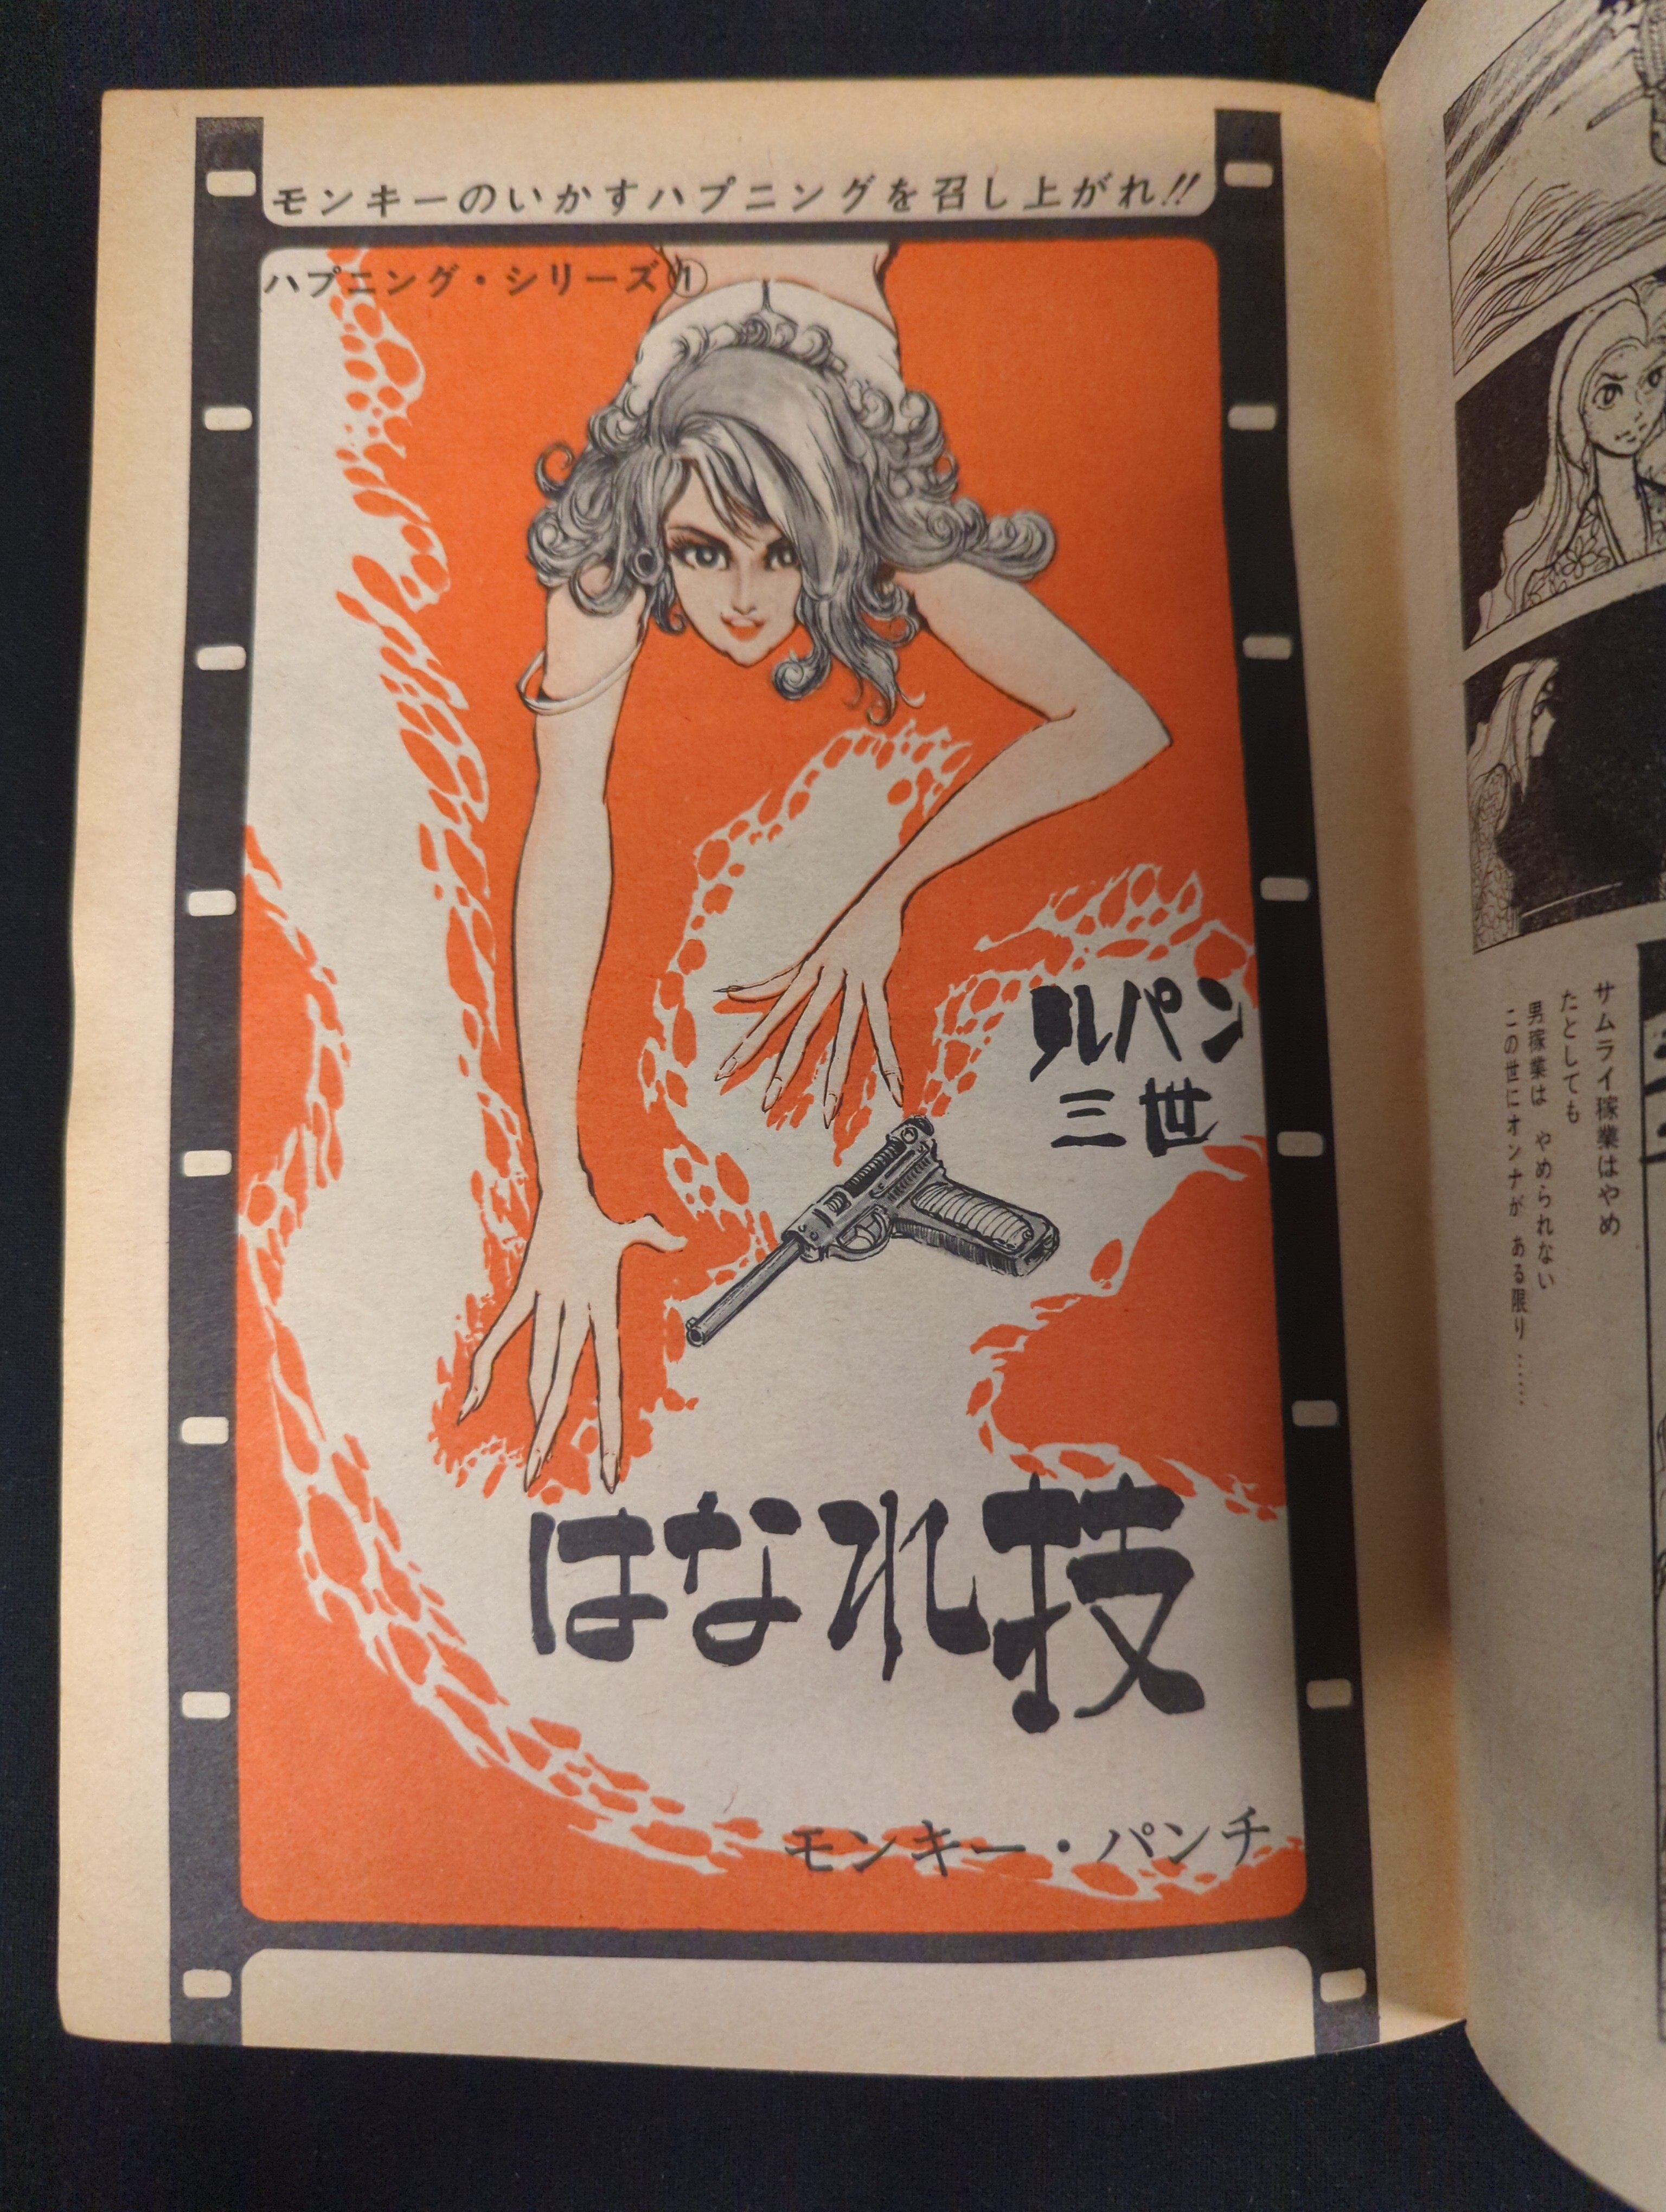 モンキーのいかすハプニングを召し上がれ!!
ハプニング・シリーズ①
ルパン
三世
はなれ技
モンキー・パンチ
サムライ稼業はやめ
たとしても
男稼業は やめられない
この世にオンナが ある限り……